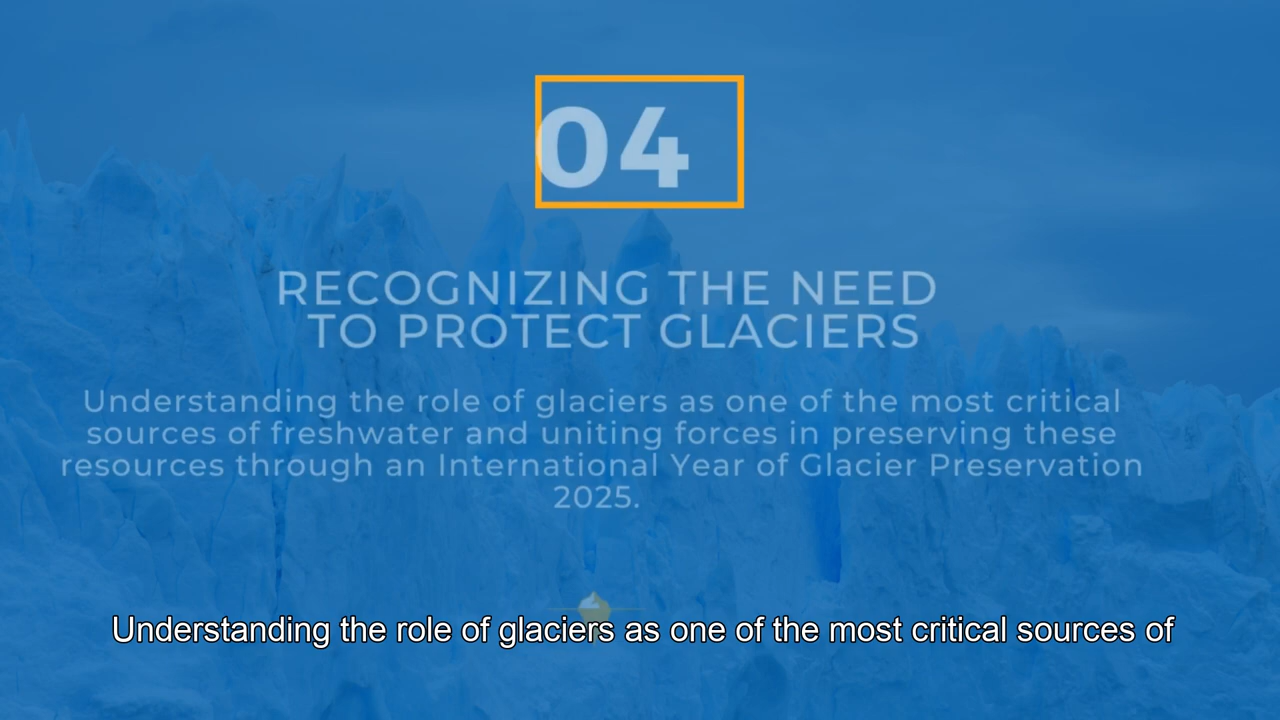 04
RECOGNIZING THE NEED
TO PROTECT GLACIERS
Understanding the role of glaciers as one of the most critical
sources of freshwater and uniting forces in preserving these
resources through an International Year of Glacier Preservation
2025.
Understanding the role of glaciers as one of the most critical sources of